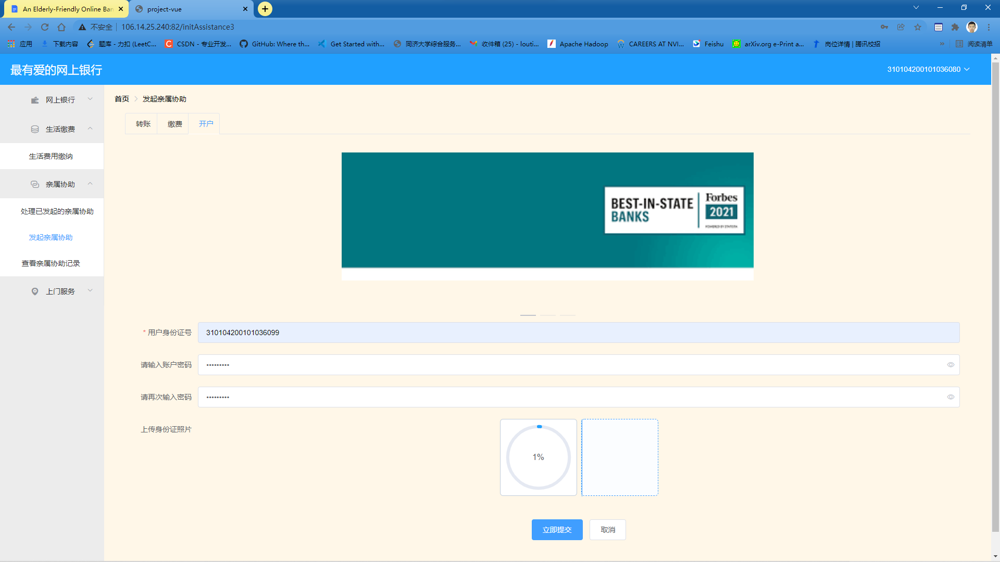 An Elderly-Friendly Online Ban
project-vue
不安全
106.14.25.240:82/initAssistance3
应用
下载内容
题库 - 力扣 (LeetC...
CSDN - 专业开发...
GitHub: Where th...
Get Started with...
同济大学综合服务...
收件箱 (25) - louti...
Apache Hadoop
CAREERS AT NVI...
Feishu
arXiv.org e-Print a...
岗位详情 | 腾讯校招
»
阅读清单
最有爱的网上银行
310104200101036080
网上银行
生活缴费
生活费用缴纳
亲属协助
处理已发起的亲属协助
发起亲属协助
查看亲属协助记录
上门服务
首页
发起亲属协助
转账
缴费
开户
BEST-IN-STATE
BANKS
Forbes
2021
POWERED BY STATISTA
* 用户身份证号
310104200101036099
请输入账户密码
•••••••••
请再次输入密码
•••••••••
上传身份证照片
1%
立即提交
取消